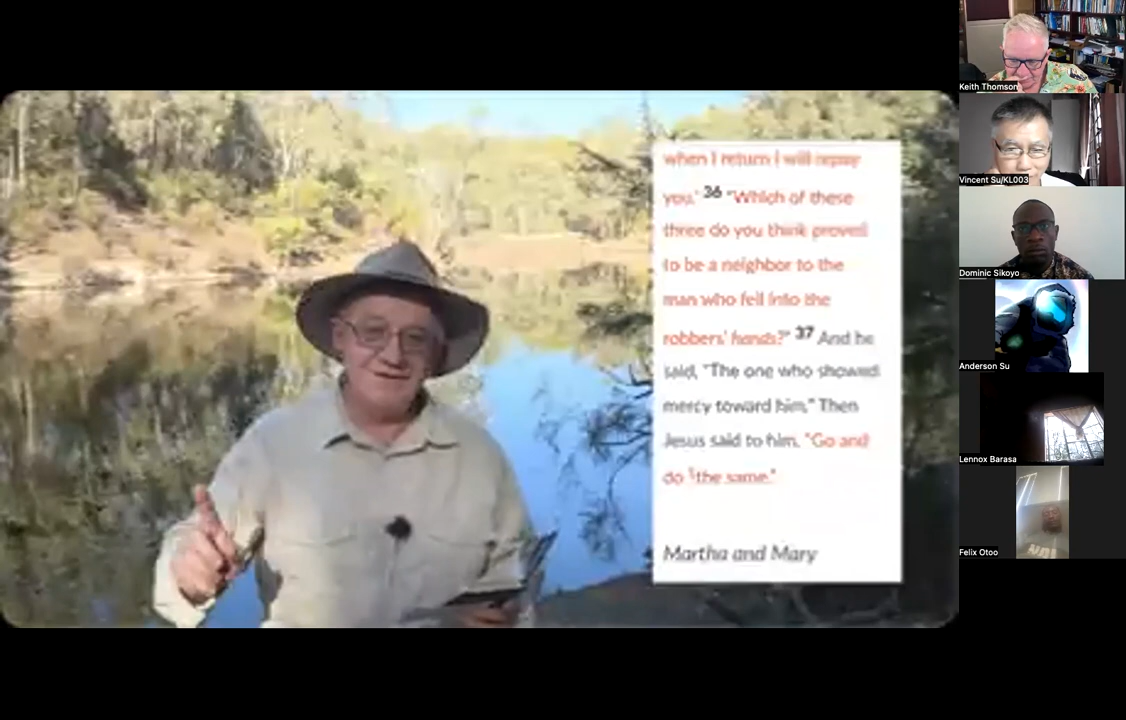 when I return I will repay
you.' 36 "Which of these
three do you think proved
to be a neighbor to the
man who fell into the
robbers' hands?" 37 And he
said, "The one who showed
mercy toward him." Then
Jesus said to him, "Go and
do the same."
Martha and Mary
Keith Thomson
Vincent Su/KL003
Dominic Sikoyo
Anderson Su
Lennox Barasa
Felix Otoo